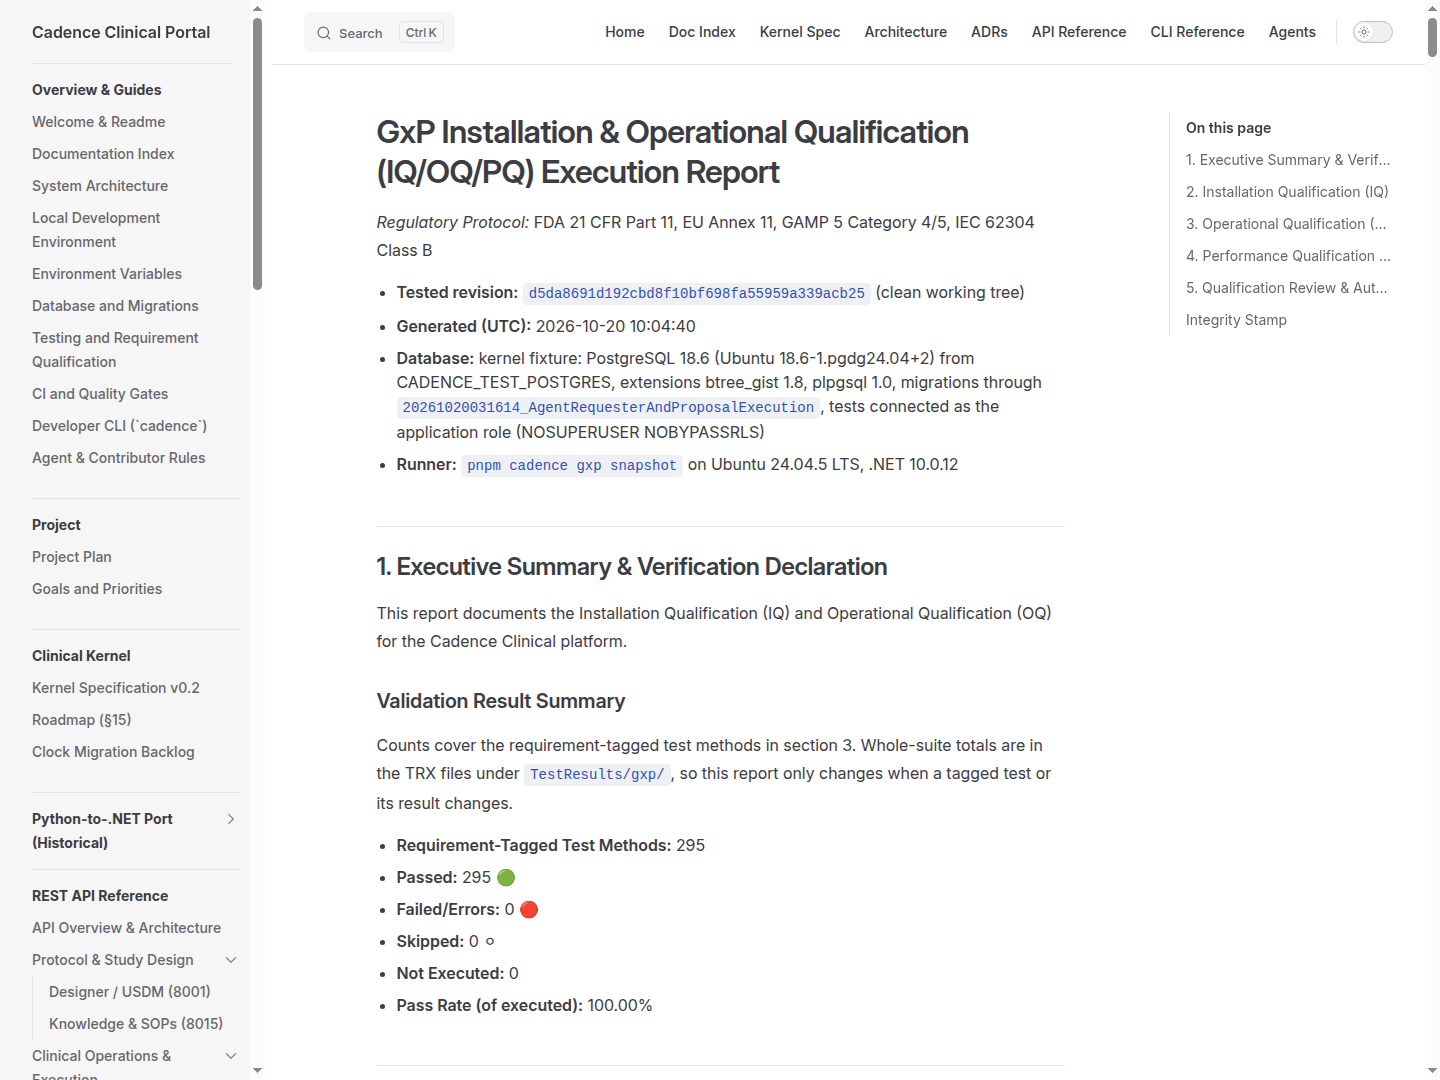 Cadence Clinical Portal
Overview & Guides
Welcome & Readme
Documentation Index
System Architecture
Local Development
Environment
Environment Variables
Database and Migrations
Testing and Requirement
Qualification
CI and Quality Gates
Developer CLI (`cadence`)
Agent & Contributor Rules
Project
Project Plan
Goals and Priorities
Clinical Kernel
Kernel Specification v0.2
Roadmap (§15)
Clock Migration Backlog
Python-to-.NET Port
(Historical)
REST API Reference
API Overview & Architecture
Protocol & Study Design
Designer / USDM (8001)
Knowledge & SOPs (8015)
Clinical Operations &
Execution
Search Ctrl K
Home Doc Index Kernel Spec Architecture ADRs API Reference CLI Reference Agents
GxP Installation & Operational Qualification
(IQ/OQ/PQ) Execution Report
Regulatory Protocol: FDA 21 CFR Part 11, EU Annex 11, GAMP 5 Category 4/5, IEC 62304
Class B
• Tested revision: d5da8691d192cbd8f10bf698fa55959a339acb25 (clean working tree)
• Generated (UTC): 2026-10-20 10:04:40
• Database: kernel fixture: PostgreSQL 18.6 (Ubuntu 18.6-1.pgdg24.04+2) from
CADENCE_TEST_POSTGRES, extensions btree_gist 1.8, plpgsql 1.0, migrations through
20261020031614_AgentRequesterAndProposalExecution, tests connected as the
application role (NOSUPERUSER NOBYPASSRLS)
• Runner: pnpm cadence gxp snapshot on Ubuntu 24.04.5 LTS, .NET 10.0.12
1. Executive Summary & Verification Declaration
This report documents the Installation Qualification (IQ) and Operational Qualification (OQ)
for the Cadence Clinical platform.
Validation Result Summary
Counts cover the requirement-tagged test methods in section 3. Whole-suite totals are in
the TRX files under TestResults/gxp/, so this report only changes when a tagged test or
its result changes.
• Requirement-Tagged Test Methods: 295
• Passed: 295 🟢
• Failed/Errors: 0 🔴
• Skipped: 0 ⚪
• Not Executed: 0
• Pass Rate (of executed): 100.00%
On this page
1. Executive Summary & Verif...
2. Installation Qualification (IQ)
3. Operational Qualification (...
4. Performance Qualification ...
5. Qualification Review & Aut...
Integrity Stamp